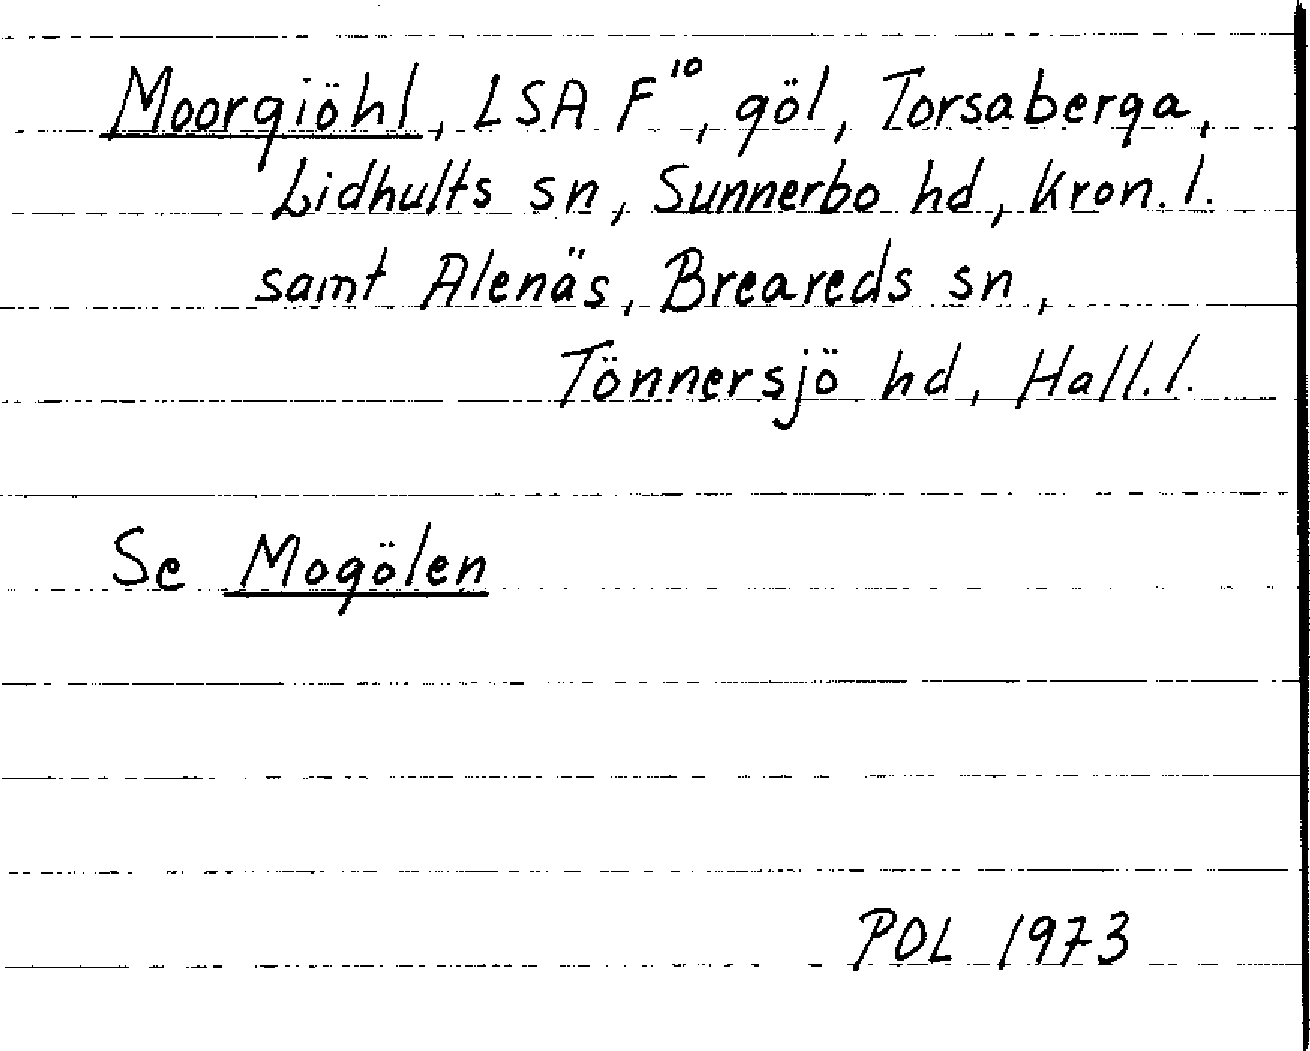 Moorgiöhl, LSA F¹⁰, göl, Torsaberga,
Lidhults sn, Sunnerbo hd, Kron. l.
samt Alenäs, Breareds sn,
Tönnersjö hd, Hall. l.
Se Mogölen
POL 1973